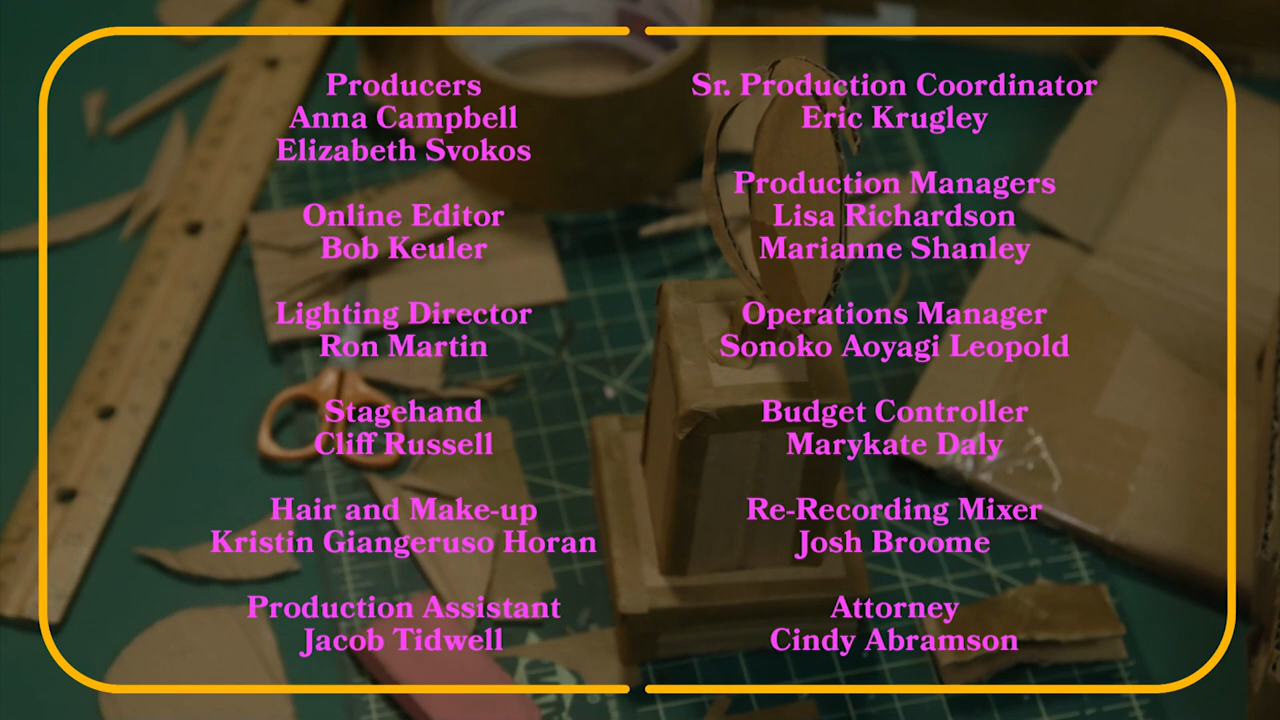 Producers
Anna Campbell
Elizabeth Svokos
Online Editor
Bob Keuler
Lighting Director
Ron Martin
Stagehand
Cliff Russell
Hair and Make-up
Kristin Giangeruso Horan
Production Assistant
Jacob Tidwell
Sr. Production Coordinator
Eric Krugley
Production Managers
Lisa Richardson
Marianne Shanley
Operations Manager
Sonoko Aoyagi Leopold
Budget Controller
Marykate Daly
Re-Recording Mixer
Josh Broome
Attorney
Cindy Abramson